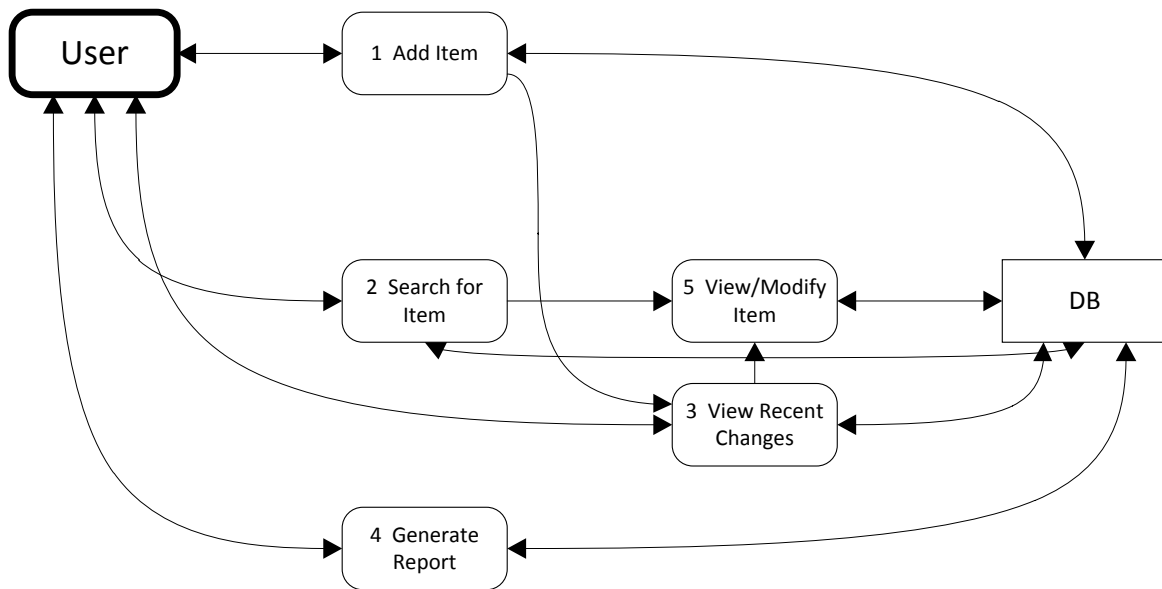 User
1  Add Item
2  Search for
Item
5  View/Modify
Item
DB
3  View Recent
Changes
4  Generate
Report